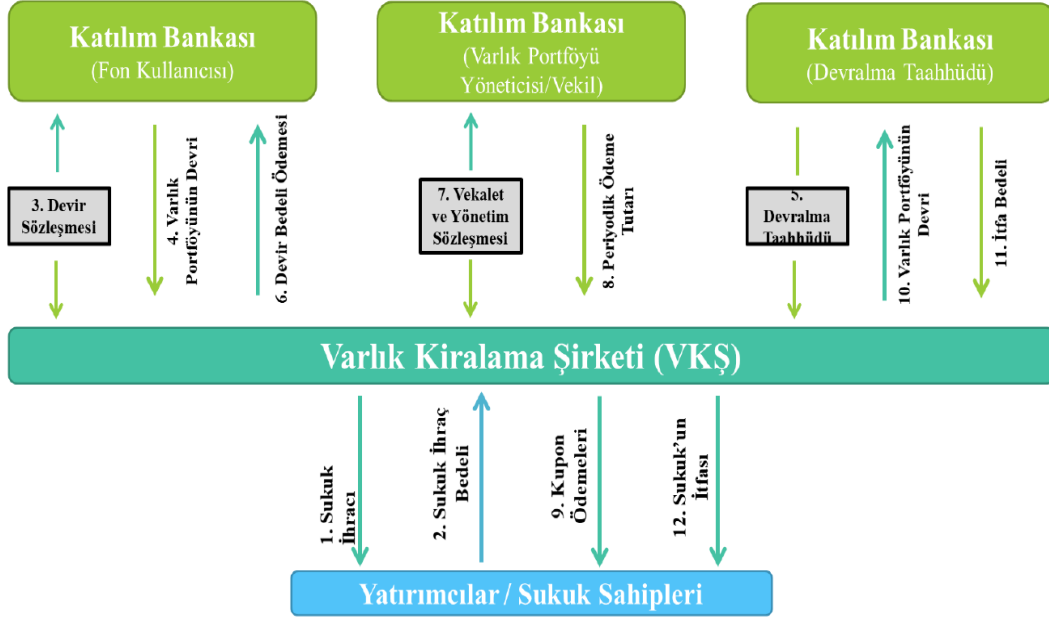 Katılım Bankası
(Fon Kullanıcısı)
Katılım Bankası
(Varlık Portföyü
Yöneticisi/Vekil)
Katılım Bankası
(Devralma Taahhüdü)
3. Devir
Sözleşmesi
4. Varlık
Portföyünün Devri
6. Devir Bedeli Ödemesi
7. Vekalet
ve Yönetim
Sözleşmesi
8. Periyodik Ödeme
Tutarı
5.
Devralma
Taahhüdü
10. Varlık Portföyünün
Devri
11. İtfa Bedeli
Varlık Kiralama Şirketi (VKŞ)
1. Sukuk
İhracı
2. Sukuk İhraç
Bedeli
9. Kupon
Ödemeleri
12. Sukuk’un
İtfası
Yatırımcılar / Sukuk Sahipleri